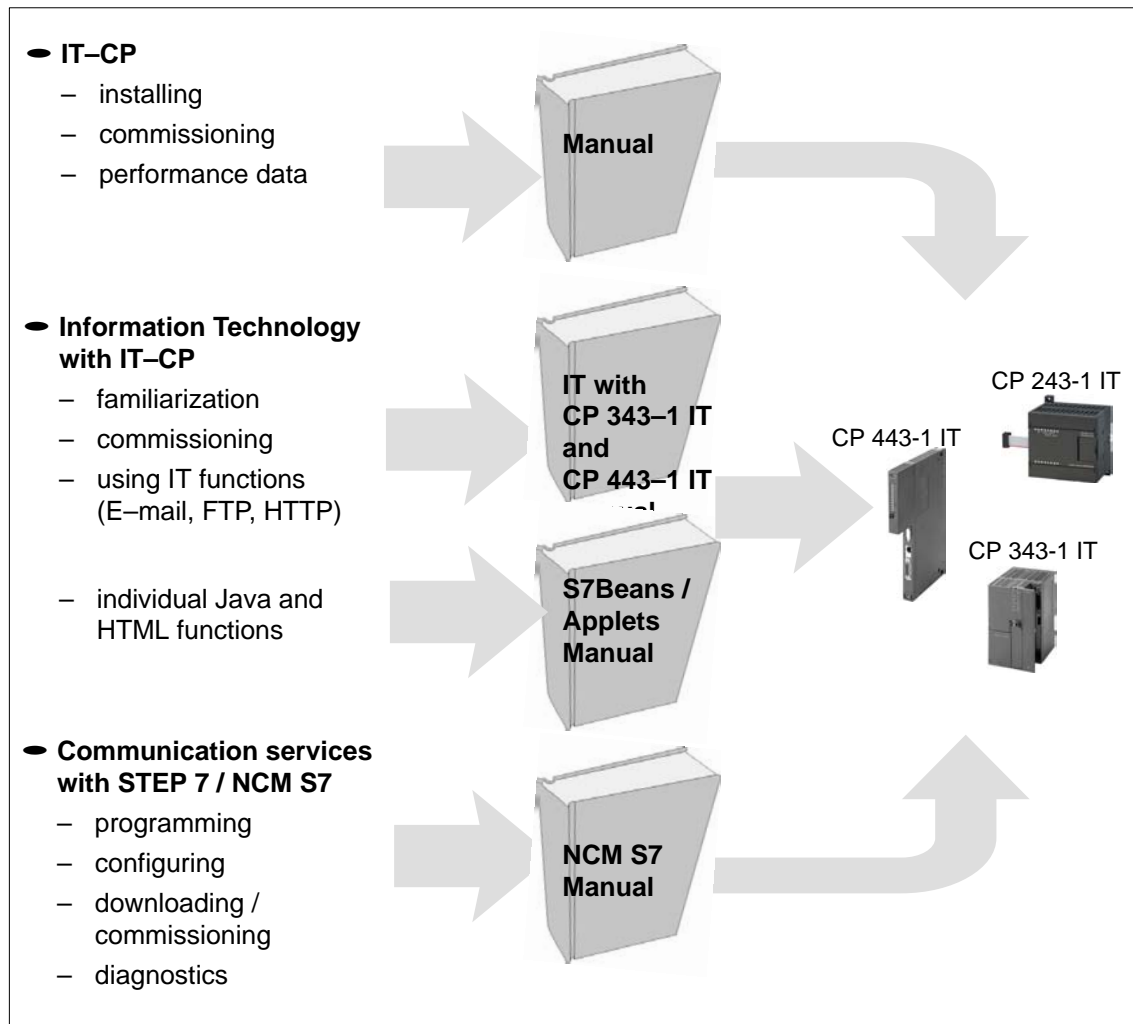 IT–CP
– installing
– commissioning
– performance data
Manual
Information Technology
with IT–CP
– familiarization
– commissioning
– using IT functions
(E–mail, FTP, HTTP)
– individual Java and
HTML functions
IT with
CP 343–1 IT
and
CP 443–1 IT
S7Beans /
Applets
Manual
CP 243-1 IT
CP 443-1 IT
CP 343-1 IT
Communication services
with STEP 7 / NCM S7
– programming
– configuring
– downloading /
commissioning
– diagnostics
NCM S7
Manual